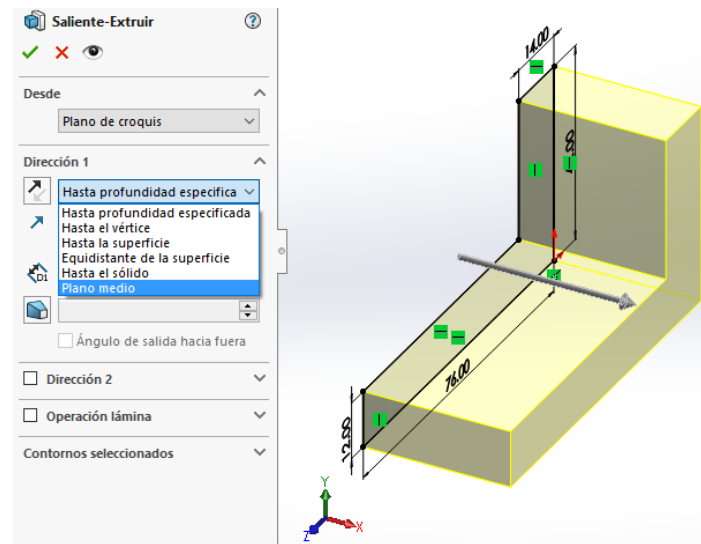 Saliente-Extruir
Desde
Plano de croquis
Dirección 1
Hasta profundidad especifica
Hasta profundidad especificada
Hasta el vértice
Hasta la superficie
Equidistante de la superficie
Hasta el sólido
Plano medio
D1
Ángulo de salida hacia fuera
Dirección 2
Operación lámina
Contornos seleccionados
14.00
76.00
12.00
Y
X
Z